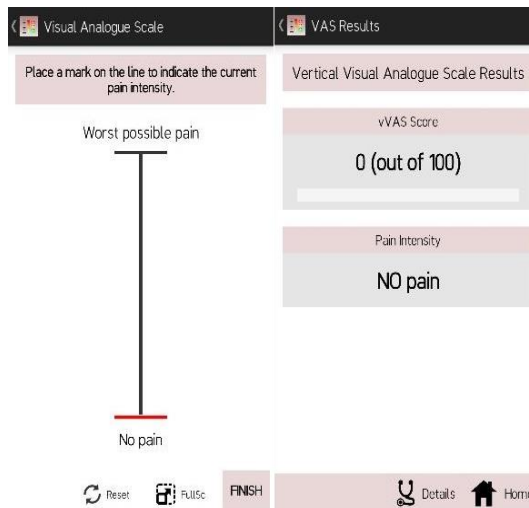 Visual Analogue Scale
Place a mark on the line to indicate the current
pain intensity.
Worst possible pain
No pain
Reset
FullSc
FINISH
VAS Results
Vertical Visual Analogue Scale Results
vVAS Score
0 (out of 100)
Pain Intensity
NO pain
Details
Home